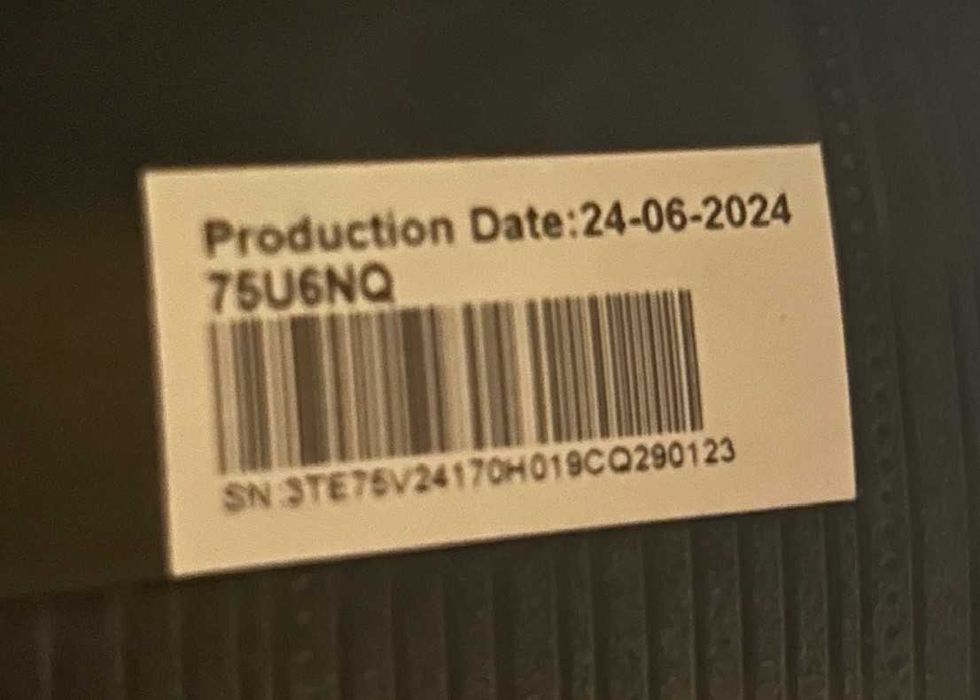 Production Date:24-06-2024
75U6NQ
SN:3TE75V24170H019CQ290123